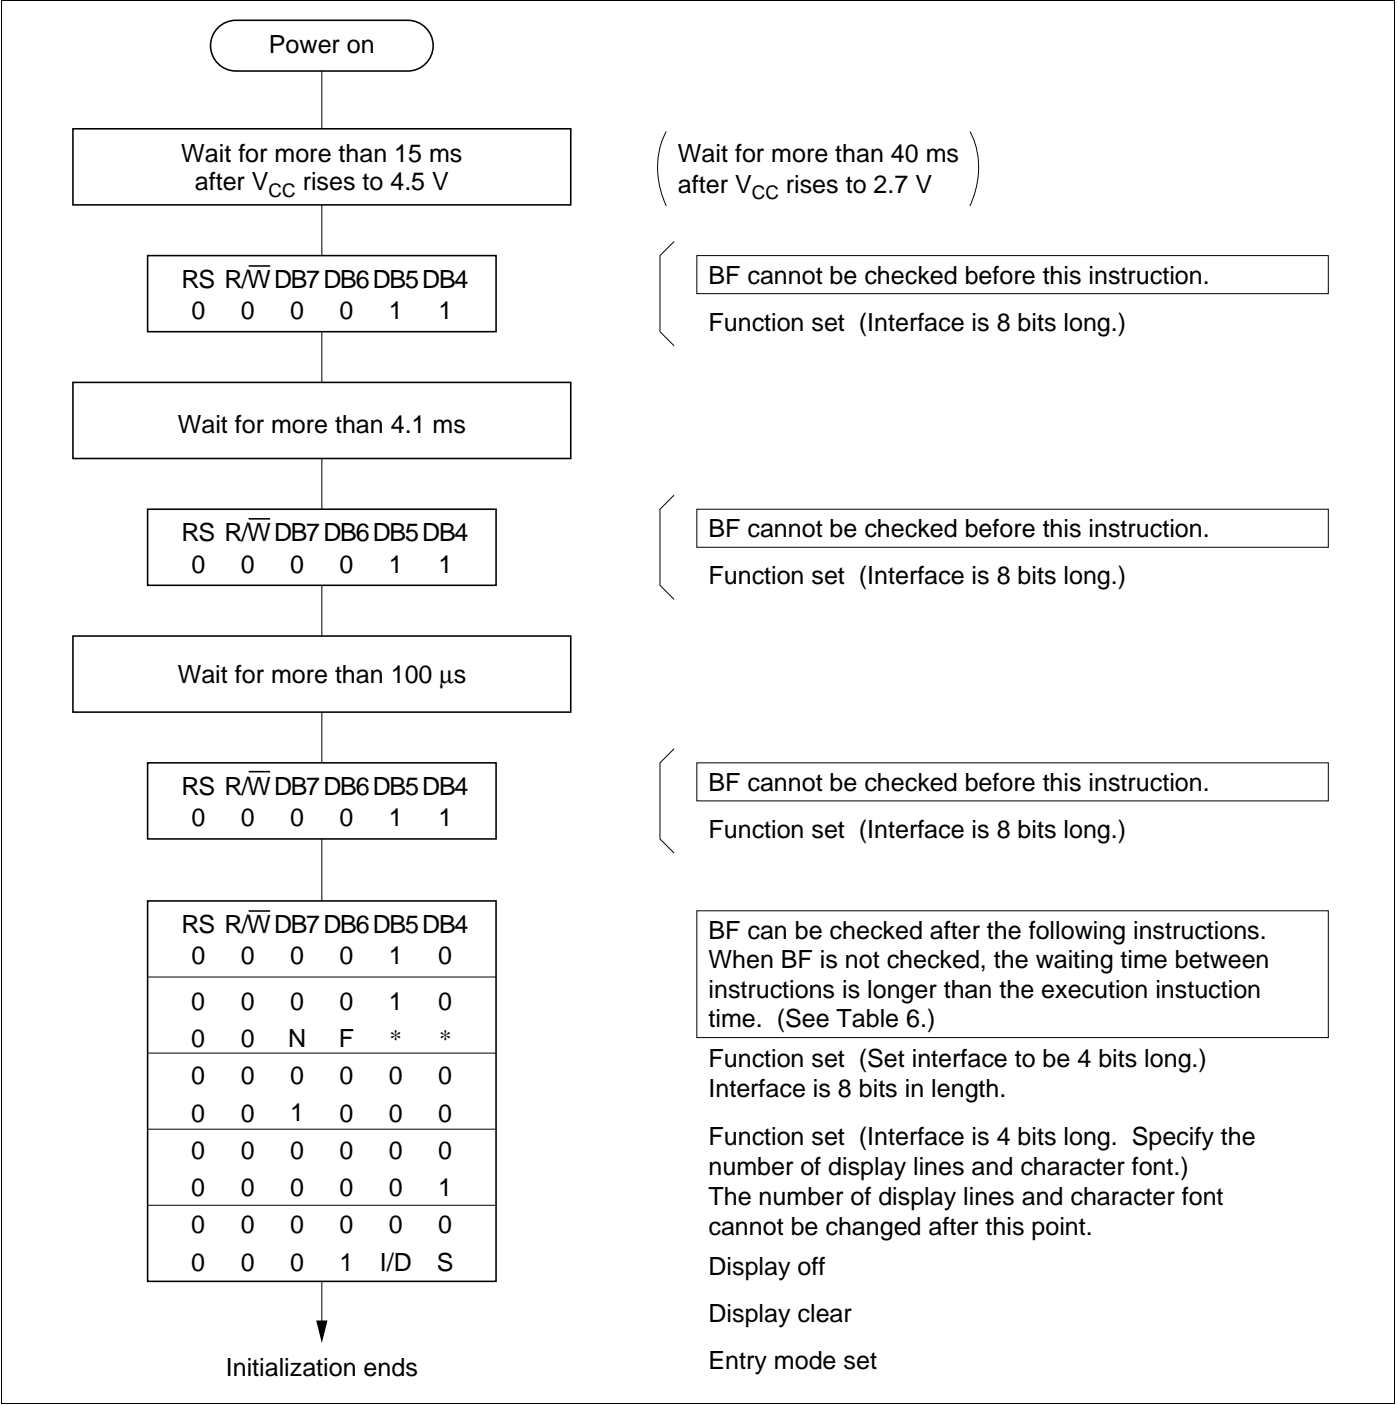 Power on
Wait for more than 15 ms
after VCC rises to 4.5 V
Wait for more than 40 ms
after VCC rises to 2.7 V
RS R/W̅ DB7 DB6 DB5 DB4
0 0 0 0 1 1
BF cannot be checked before this instruction.
Function set (Interface is 8 bits long.)
Wait for more than 4.1 ms
RS R/W̅ DB7 DB6 DB5 DB4
0 0 0 0 1 1
BF cannot be checked before this instruction.
Function set (Interface is 8 bits long.)
Wait for more than 100 μs
RS R/W̅ DB7 DB6 DB5 DB4
0 0 0 0 1 1
BF cannot be checked before this instruction.
Function set (Interface is 8 bits long.)
RS R/W̅ DB7 DB6 DB5 DB4
0 0 0 0 1 0
0 0 0 0 1 0
0 0 N F * *
0 0 0 0 0 0
0 0 1 0 0 0
0 0 0 0 0 0
0 0 0 0 0 1
0 0 0 0 0 0
0 0 0 1 I/D S
Initialization ends
BF can be checked after the following instructions.
When BF is not checked, the waiting time between
instructions is longer than the execution instuction
time. (See Table 6.)
Function set (Set interface to be 4 bits long.)
Interface is 8 bits in length.
Function set (Interface is 4 bits long. Specify the
number of display lines and character font.)
The number of display lines and character font
cannot be changed after this point.
Display off
Display clear
Entry mode set